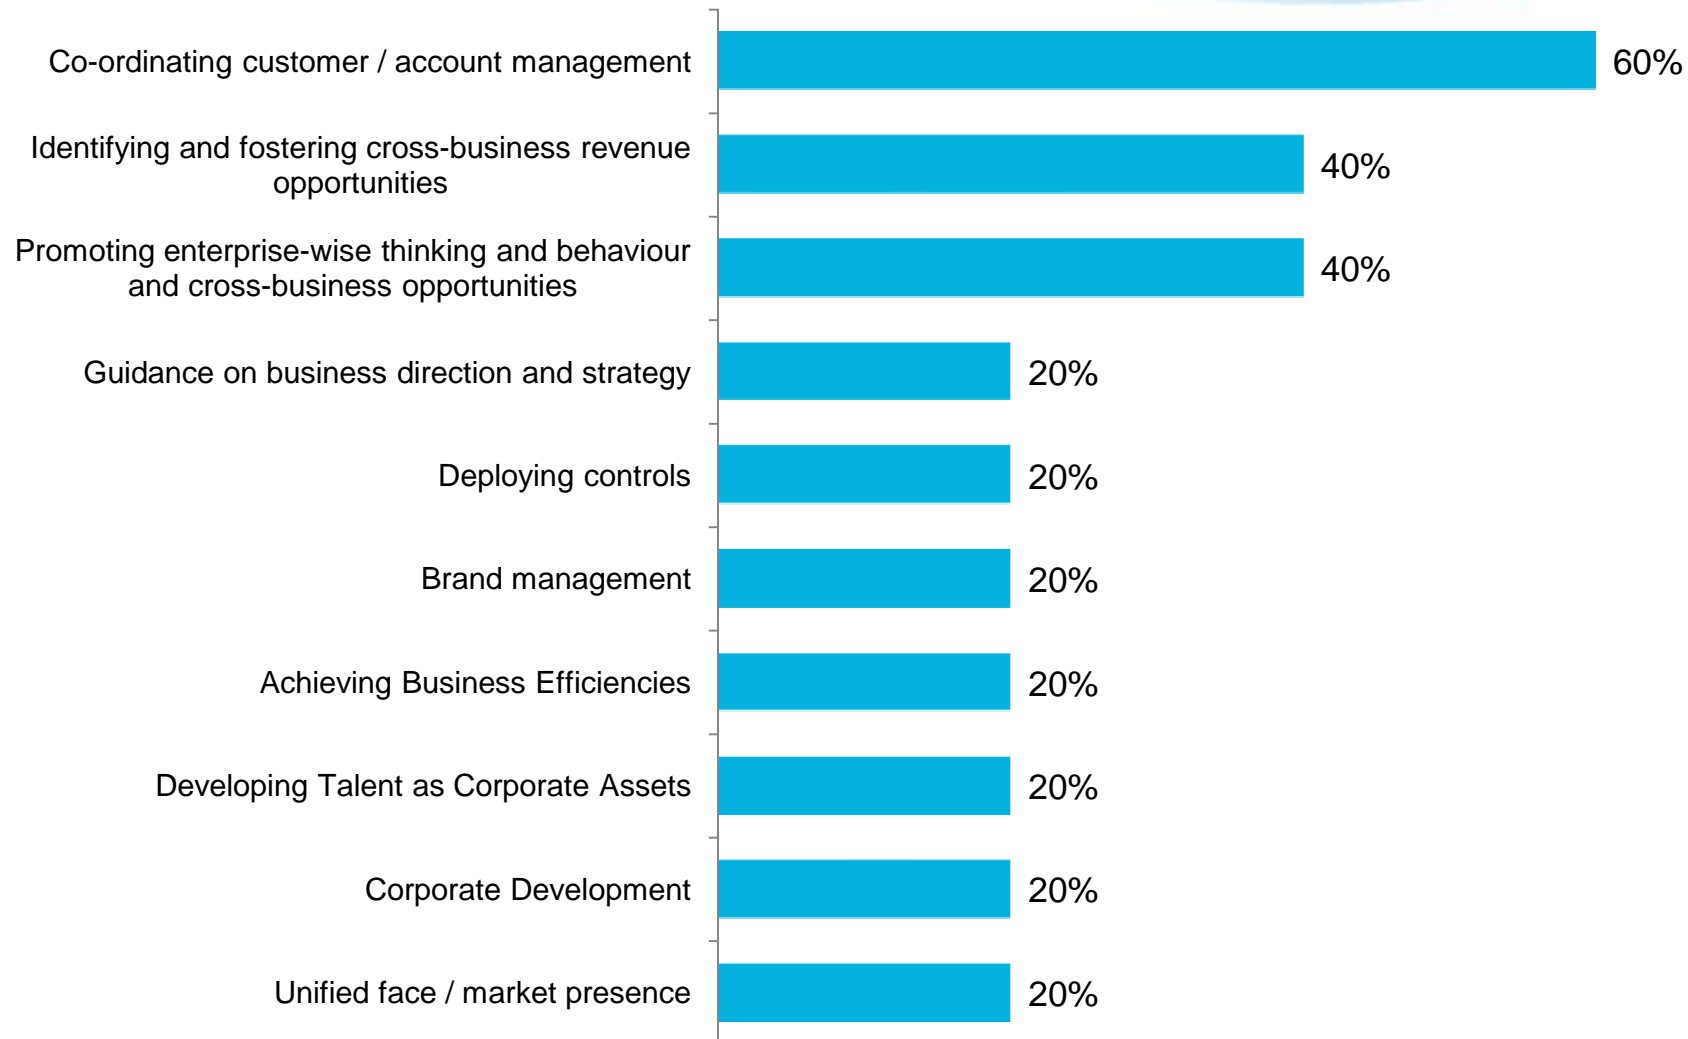 Co-ordinating customer / account management
60%
Identifying and fostering cross-business revenue
opportunities
40%
Promoting enterprise-wise thinking and behaviour
and cross-business opportunities
40%
Guidance on business direction and strategy
20%
Deploying controls
20%
Brand management
20%
Achieving Business Efficiencies
20%
Developing Talent as Corporate Assets
20%
Corporate Development
20%
Unified face / market presence
20%